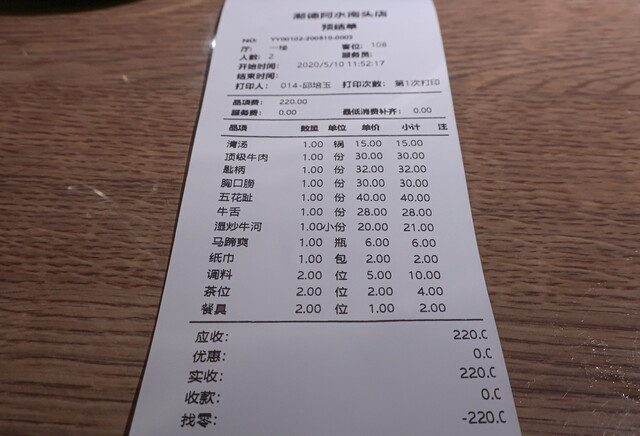 潮德阿水南头店
预结单
NO: YY00103-200510-0003
厅: 一楼 客位: 108
人数: 2 服务员:
开始时间: 2020/5/10 11:52:17
结束时间:
打印人: 014-邱培玉 打印次数: 第1次打印
品项费: 220.00
服务费: 0.00 最低消费补齐: 0.00
品项 数量 单位 单价 小计 注
清汤 1.00 锅 15.00 15.00
顶级牛肉 1.00 份 30.00 30.00
匙柄 1.00 份 32.00 32.00
胸口朥 1.00 份 30.00 30.00
五花趾 1.00 份 40.00 40.00
牛舌 1.00 份 28.00 28.00
湿炒牛河 1.00小份 20.00 21.00
马蹄爽 1.00 瓶 6.00 6.00
纸巾 1.00 包 2.00 2.00
调料 2.00 位 5.00 10.00
茶位 2.00 位 2.00 4.00
餐具 2.00 位 1.00 2.00
应收: 220.0
优惠: 0.0
实收: 220.0
收款: 0.0
找零: -220.0